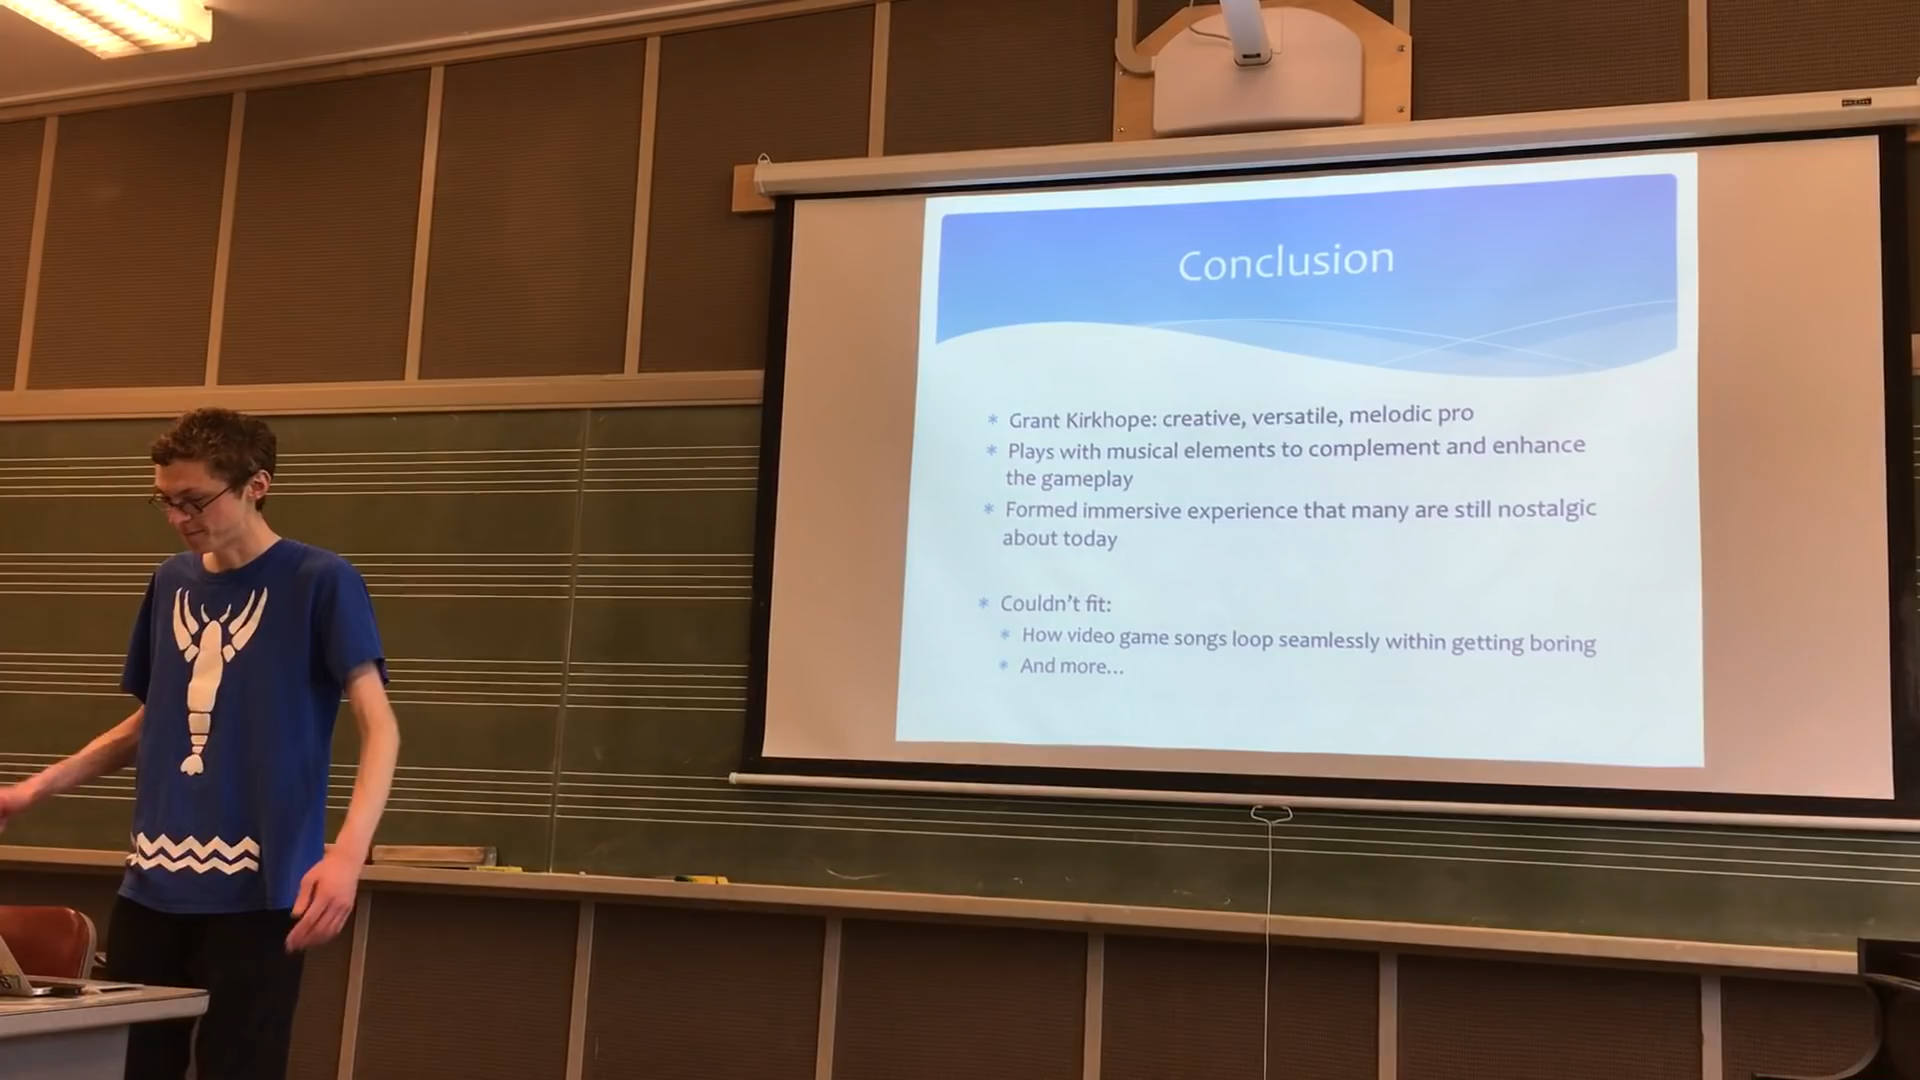 Conclusion
* Grant Kirkhope: creative, versatile, melodic pro
* Plays with musical elements to complement and enhance
the gameplay
* Formed immersive experience that many are still nostalgic
about today
* Couldn't fit:
* How video game songs loop seamlessly within getting boring
* And more...